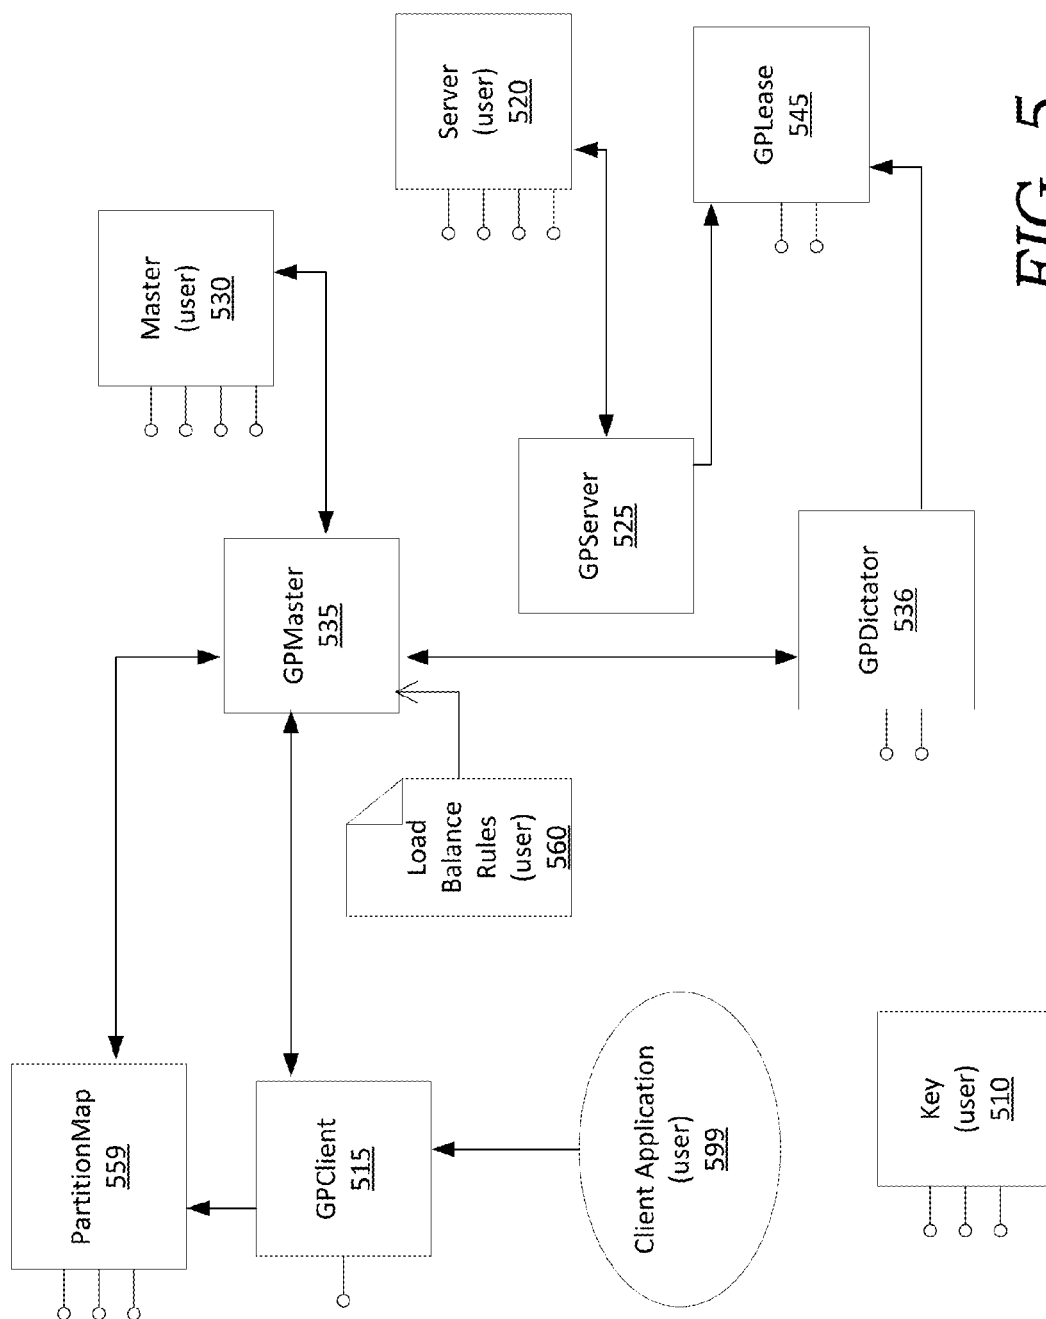 PartitionMap
559
Master
(user)
530
GPClient
515
GPMaster
535
Load
Balance
Rules
(user)
560
Server
(user)
520
GPServer
525
Client Application
(user)
599
GPLease
545
GPDictator
536
Key
(user)
510
FIG. 5